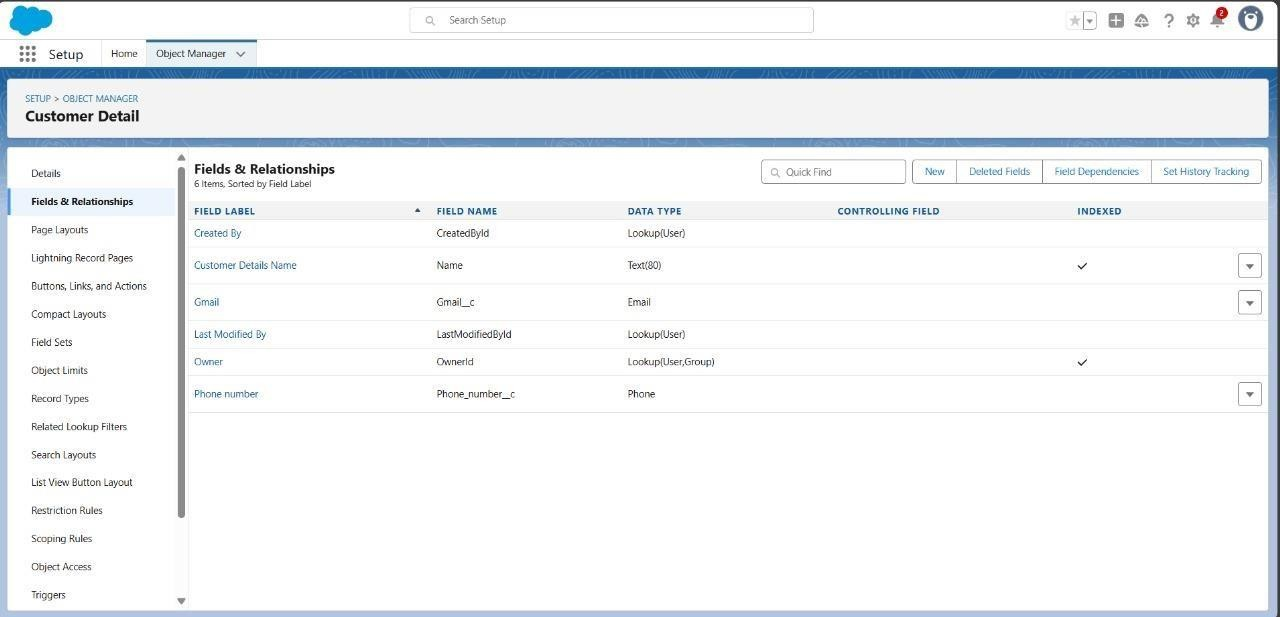 Search Setup
2
Setup Home Object Manager
SETUP > OBJECT MANAGER
Customer Detail
Details
Fields & Relationships
Page Layouts
Lightning Record Pages
Buttons, Links, and Actions
Compact Layouts
Field Sets
Object Limits
Record Types
Related Lookup Filters
Search Layouts
List View Button Layout
Restriction Rules
Scoping Rules
Object Access
Triggers
Fields & Relationships
6 Items, Sorted by Field Label
Quick Find New Deleted Fields Field Dependencies Set History Tracking
FIELD LABEL FIELD NAME DATA TYPE CONTROLLING FIELD INDEXED
Created By CreatedById Lookup(User)
Customer Details Name Name Text(80)
Gmail Gmail__c Email
Last Modified By LastModifiedById Lookup(User)
Owner OwnerId Lookup(User,Group)
Phone number Phone_number__c Phone